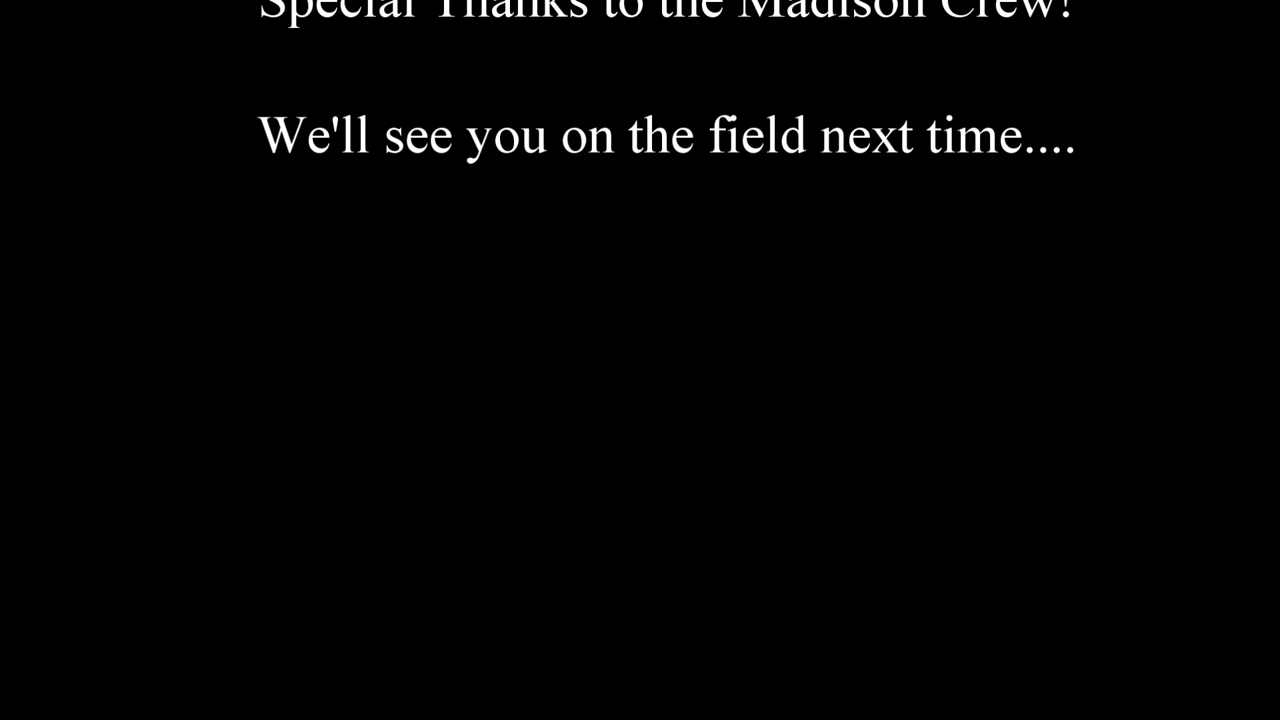 Special Thanks to the Madison Crew!
We'll see you on the field next time....